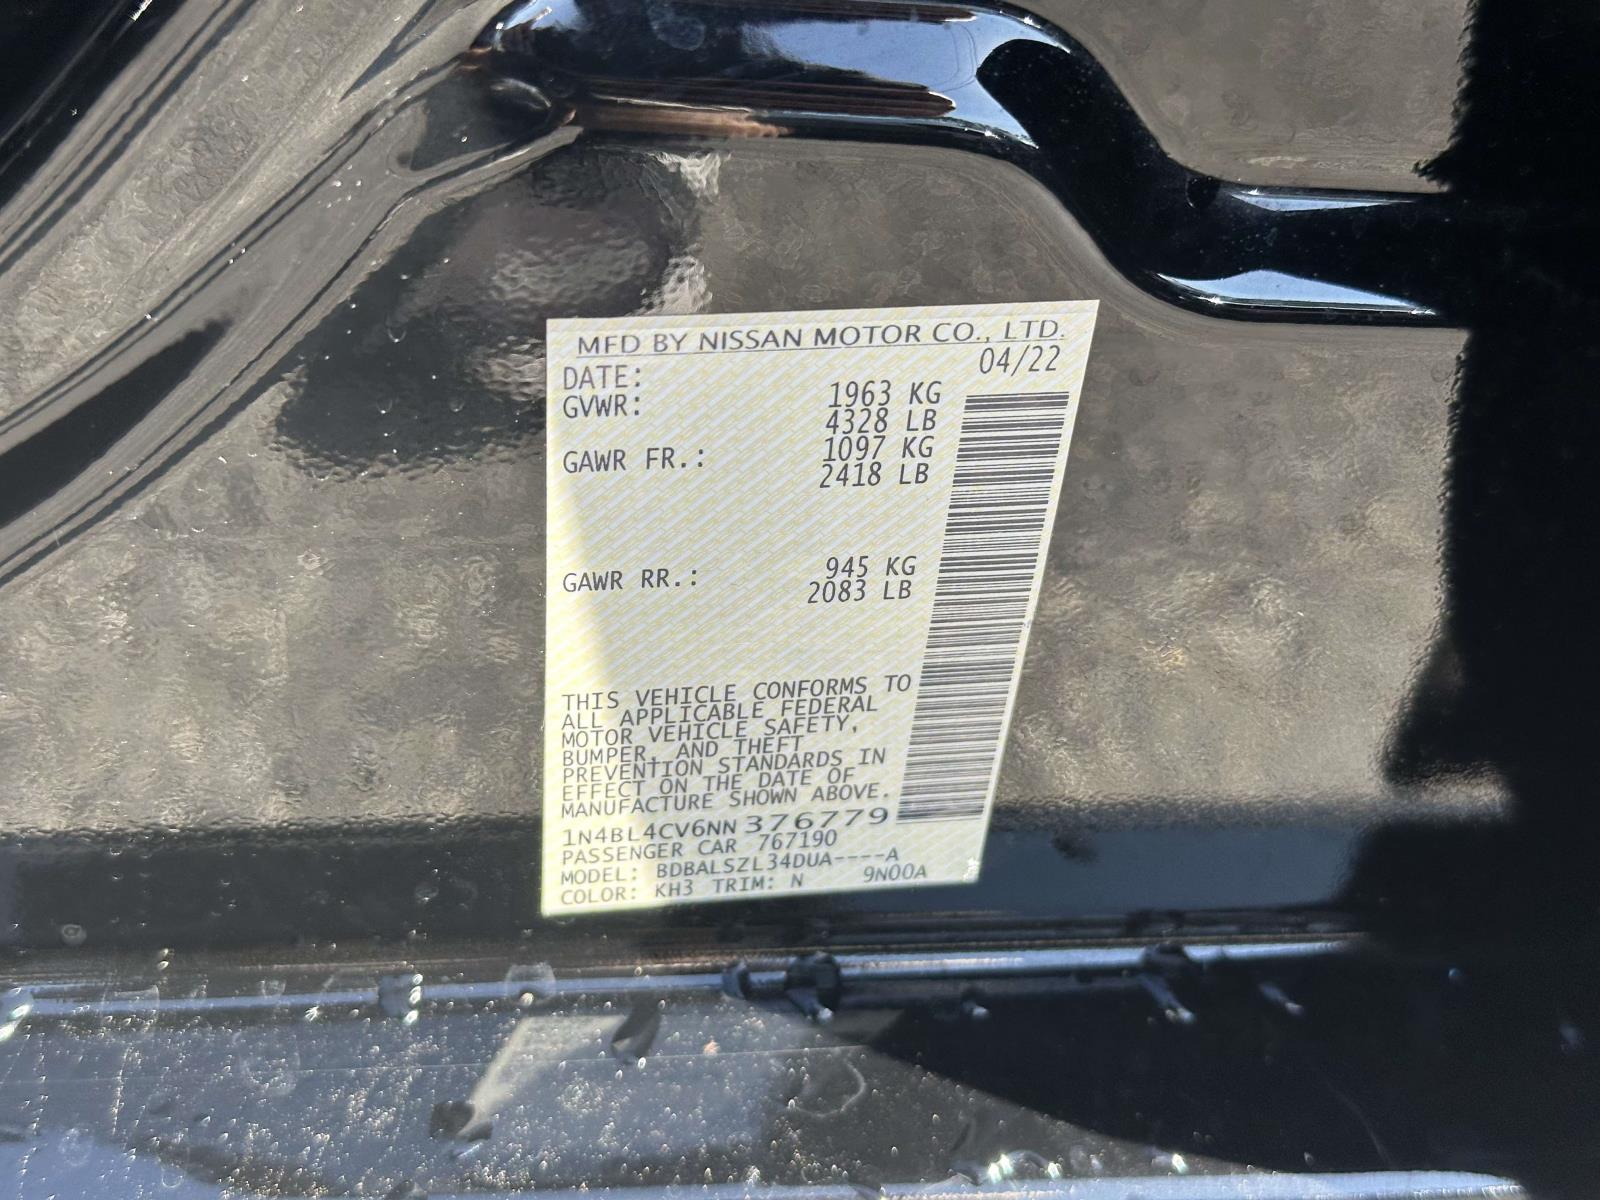 MFD BY NISSAN MOTOR CO., LTD.
DATE: 04/22
GVWR: 1963 KG
4328 LB
GAWR FR.: 1097 KG
2418 LB
GAWR RR.: 945 KG
2083 LB
THIS VEHICLE CONFORMS TO
ALL APPLICABLE FEDERAL
MOTOR VEHICLE SAFETY,
BUMPER, AND THEFT
PREVENTION STANDARDS IN
EFFECT ON THE DATE OF
MANUFACTURE SHOWN ABOVE.
1N4BL4CV6NN376779
PASSENGER CAR 767190
MODEL: BDBALSZL34DUA----A
COLOR: KH3 TRIM: N 9N00A